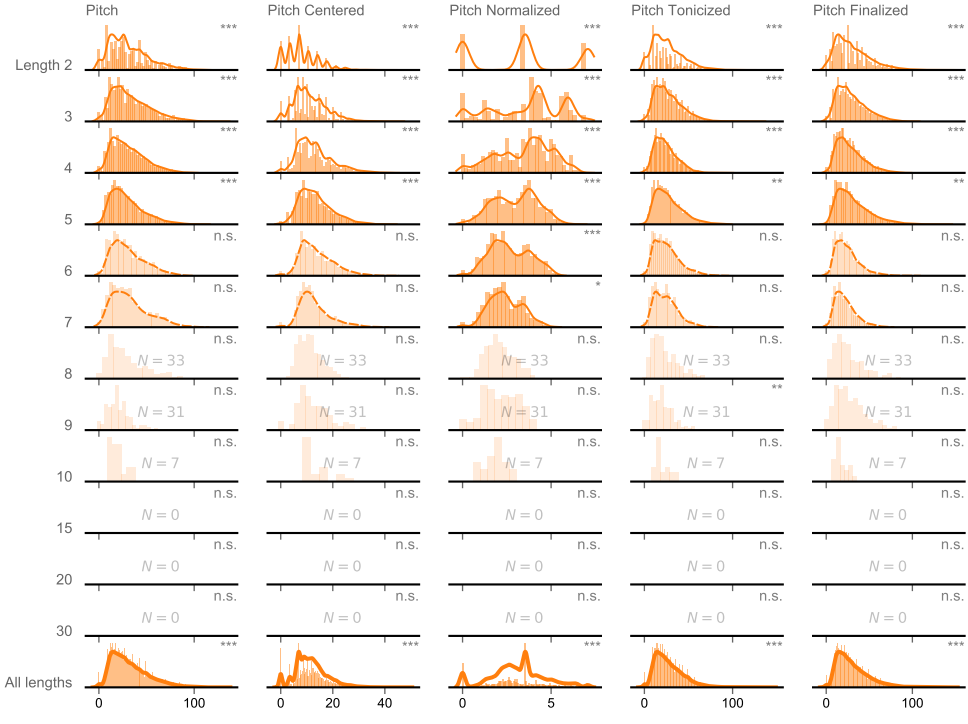 Pitch Pitch Centered Pitch Normalized Pitch Tonicized Pitch Finalized
Length 2 *** *** *** *** ***
3 *** *** *** *** ***
4 *** *** *** *** ***
5 *** *** *** ** **
6 n.s. n.s. *** n.s. n.s.
7 n.s. n.s. * n.s. n.s.
8 N = 33 n.s. N = 33 n.s. N = 33 n.s. N = 33 n.s. N = 33 n.s.
9 N = 31 n.s. N = 31 n.s. N = 31 n.s. N = 31 ** N = 31 n.s.
10 N = 7 n.s. N = 7 n.s. N = 7 n.s. N = 7 n.s. N = 7 n.s.
15 N = 0 n.s. N = 0 n.s. N = 0 n.s. N = 0 n.s. N = 0 n.s.
20 N = 0 n.s. N = 0 n.s. N = 0 n.s. N = 0 n.s. N = 0 n.s.
30 N = 0 n.s. N = 0 n.s. N = 0 n.s. N = 0 n.s. N = 0 n.s.
All lengths *** *** *** *** ***
0 100 0 20 40 0 5 0 100 0 100